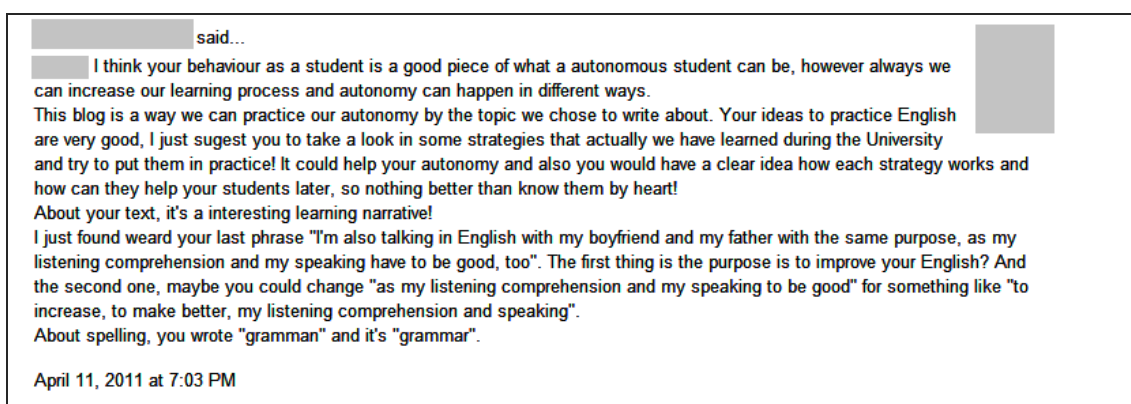 said...
I think your behaviour as a student is a good piece of what a autonomous student can be, however always we
can increase our learning process and autonomy can happen in different ways.
This blog is a way we can practice our autonomy by the topic we chose to write about. Your ideas to practice English
are very good, I just sugest you to take a look in some strategies that actually we have learned during the University
and try to put them in practice! It could help your autonomy and also you would have a clear idea how each strategy works and
how can they help your students later, so nothing better than know them by heart!
About your text, it's a interesting learning narrative!
I just found weard your last phrase "I'm also talking in English with my boyfriend and my father with the same purpose, as my
listening comprehension and my speaking have to be good, too". The first thing is the purpose is to improve your English? And
the second one, maybe you could change "as my listening comprehension and my speaking to be good" for something like "to
increase, to make better, my listening comprehension and speaking".
About spelling, you wrote "gramman" and it's "grammar".
April 11, 2011 at 7:03 PM